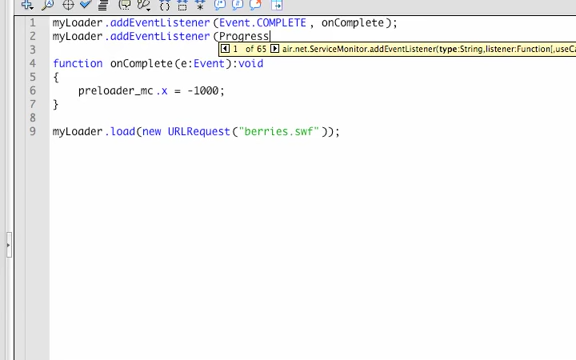 1 myLoader.addEventListener(Event.COMPLETE, onComplete);
2 myLoader.addEventListener(Progress
1 of 65 air.net.ServiceMonitor.addEventListener(type:String,listener:Function[,useCa
3
4 function onComplete(e:Event):void
5 {
6 preloader_mc.x = -1000;
7 }
8
9 myLoader.load(new URLRequest("berries.swf"));